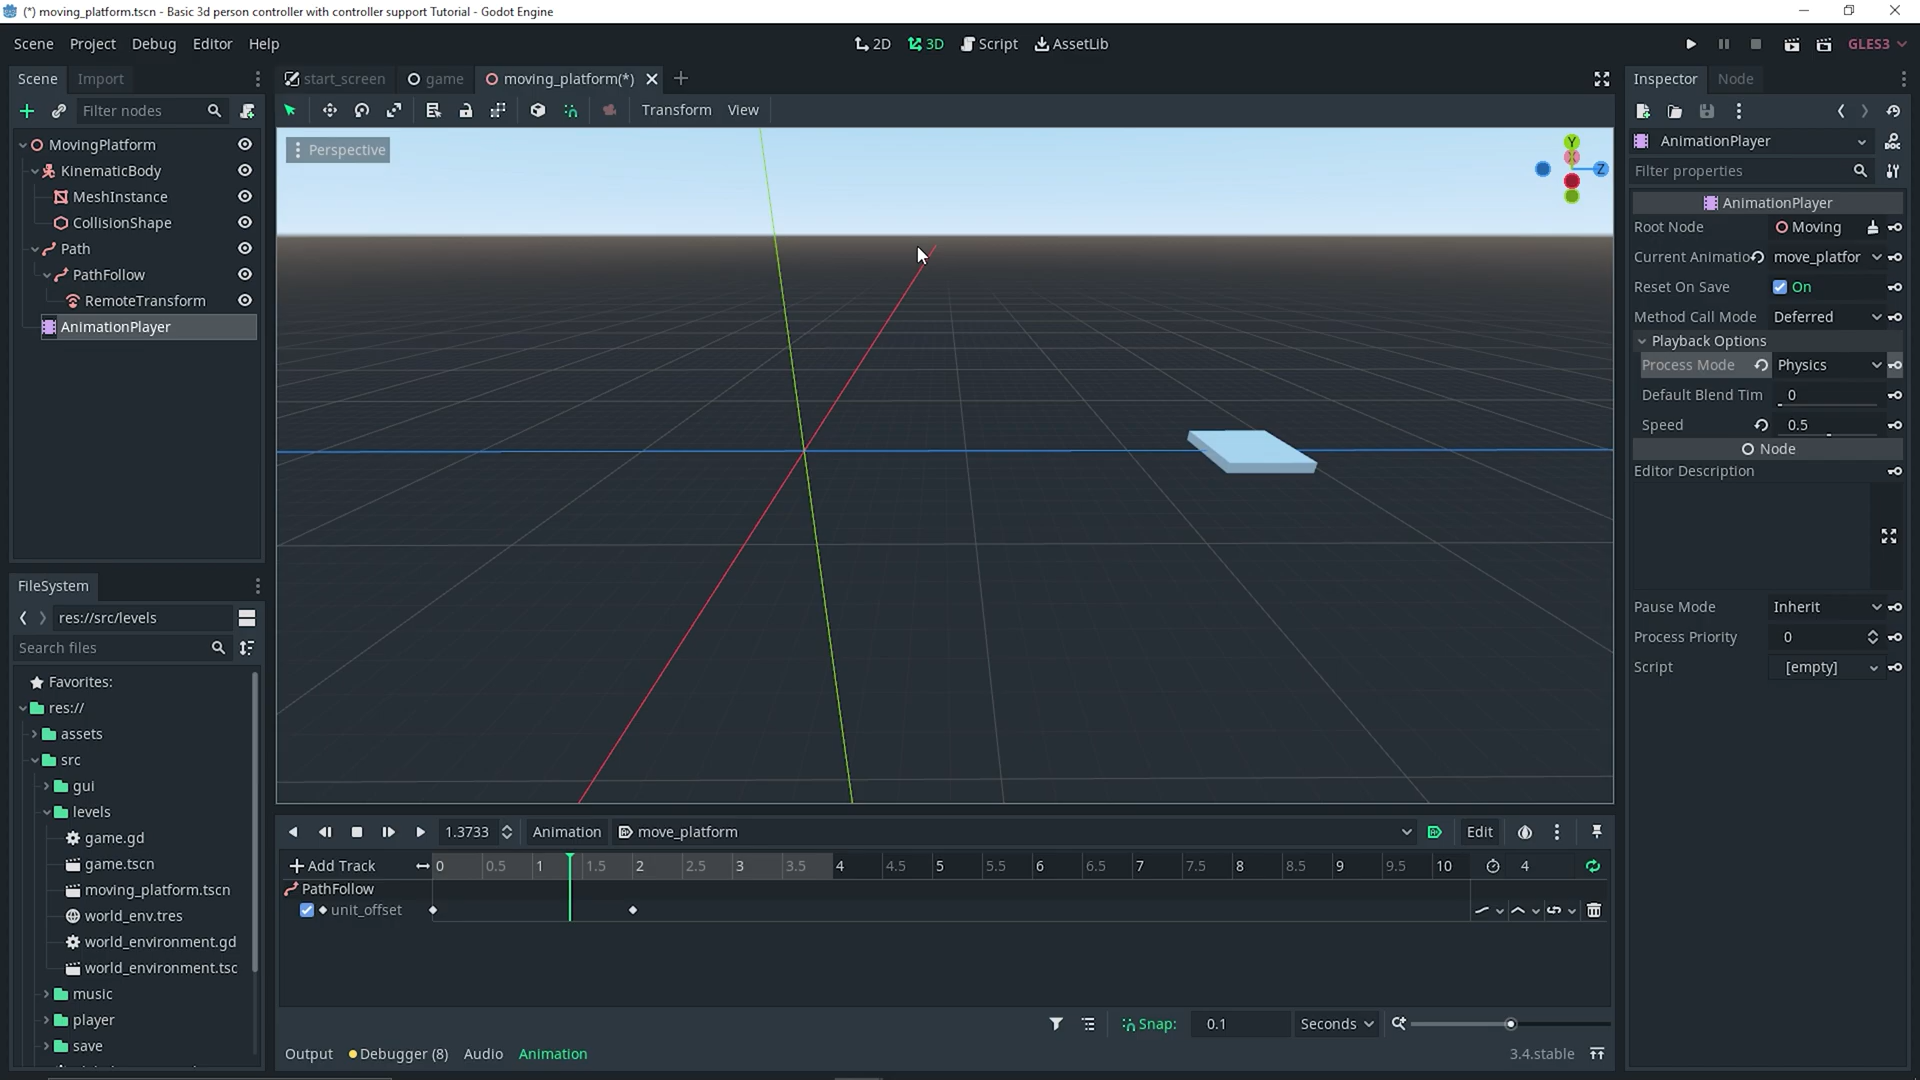 (*) moving_platform.tscn - Basic 3d person controller with controller support Tutorial - Godot Engine
Scene Project Debug Editor Help
2D 3D Script AssetLib
GLES3
Scene Import
Filter nodes
MovingPlatform
KinematicBody
MeshInstance
CollisionShape
Path
PathFollow
RemoteTransform
AnimationPlayer
FileSystem
res://src/levels
Search files
Favorites:
res://
assets
src
gui
levels
game.gd
game.tscn
moving_platform.tscn
world_env.tres
world_environment.gd
world_environment.tsc
music
player
save
start_screen game moving_platform(*)
Transform View
Perspective
Y
X
Z
1.3733 Animation move_platform Edit
Add Track 0 0.5 1 1.5 2 2.5 3 3.5 4 4.5 5 5.5 6 6.5 7 7.5 8 8.5 9 9.5 10 4
PathFollow
unit_offset
Snap: 0.1 Seconds
Output Debugger (8) Audio Animation 3.4.stable
Inspector Node
AnimationPlayer
Filter properties
AnimationPlayer
Root Node Moving
Current Animatio move_platfor
Reset On Save On
Method Call Mode Deferred
Playback Options
Process Mode Physics
Default Blend Tim 0
Speed 0.5
Node
Editor Description
Pause Mode Inherit
Process Priority 0
Script [empty]